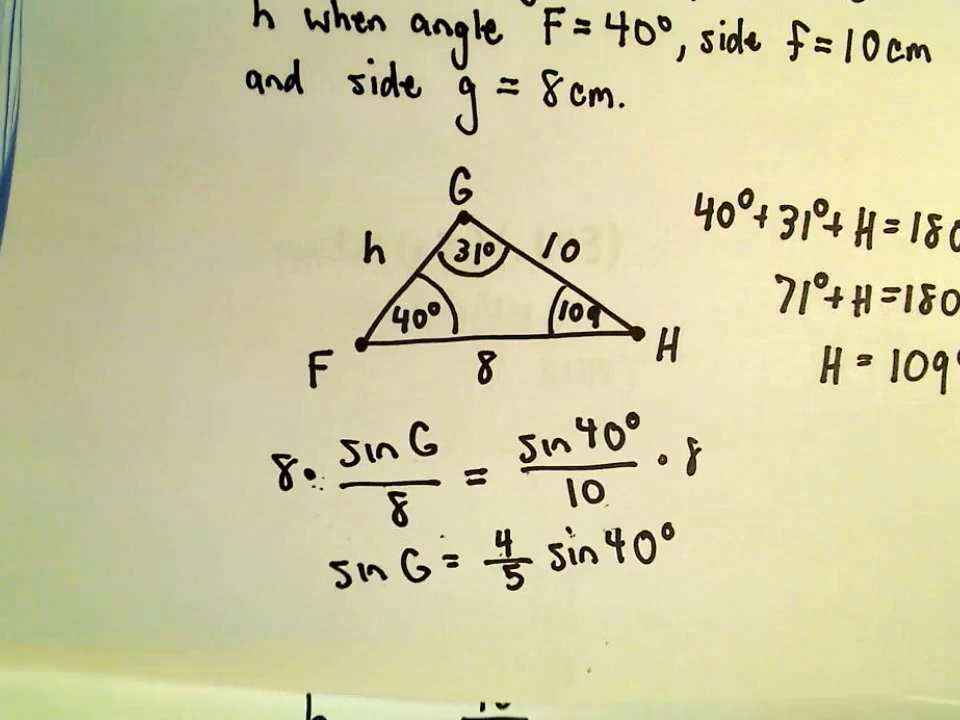 h when angle F = 40°, side f = 10 cm
and side g = 8 cm.
G
h 31° 10
40° 109
F 8 H
40° + 31° + H = 180
71° + H = 180
H = 109°
8 · sin G / 8 = sin 40° / 10 · 8
sin G = 4/5 sin 40°